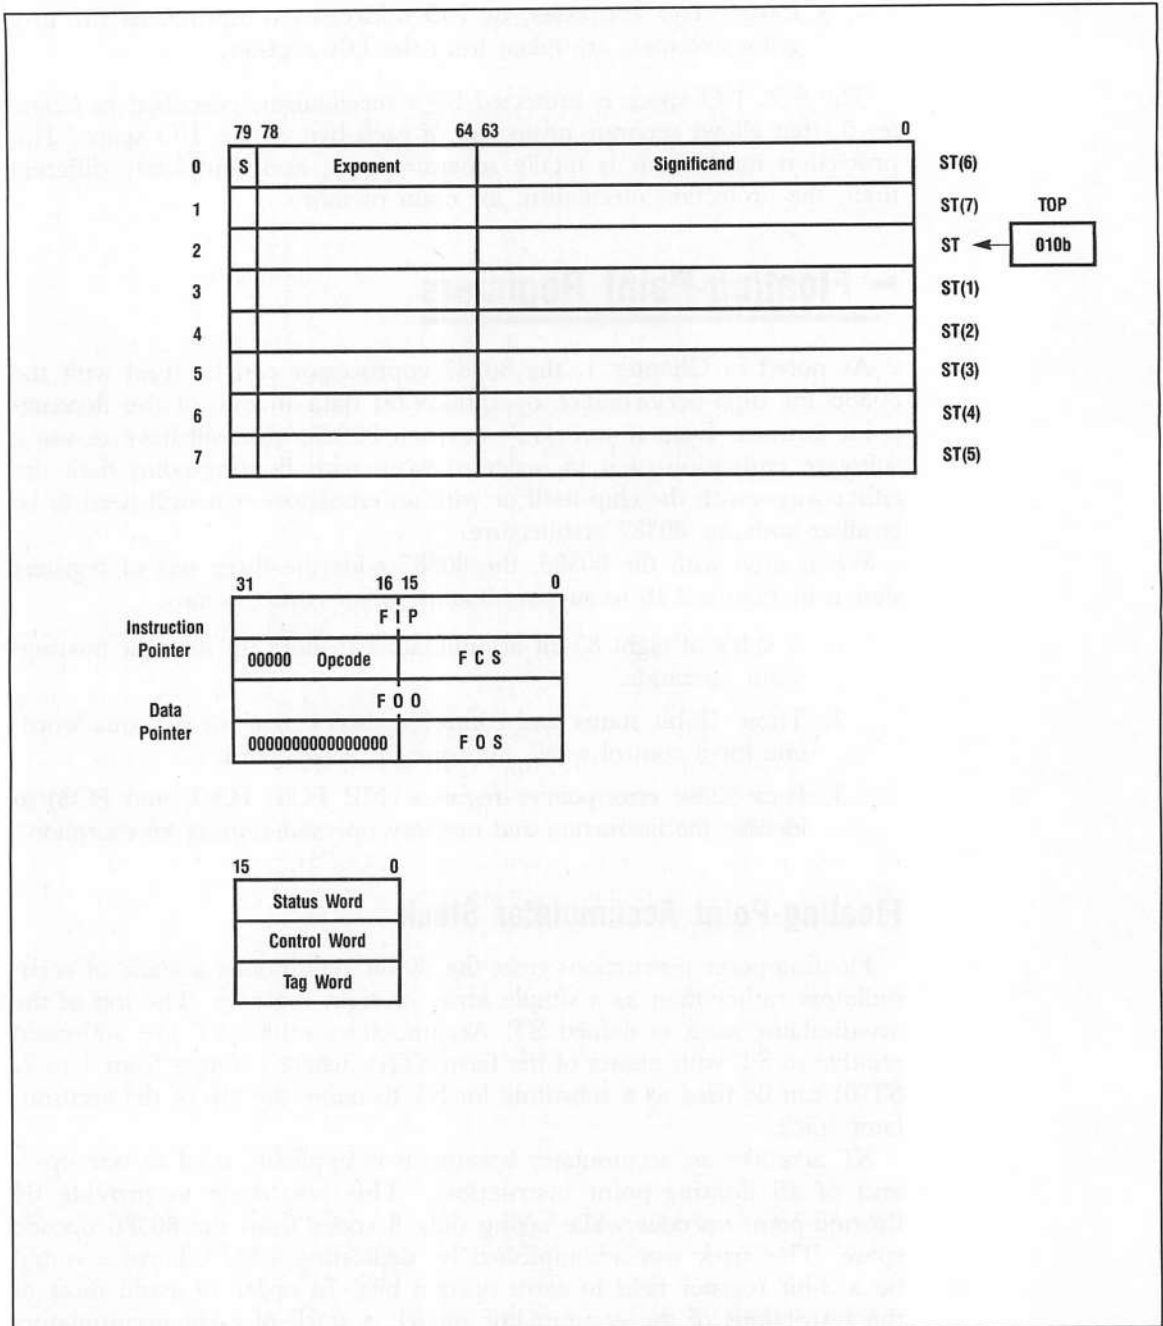 79 78 64 63 0
0 S Exponent Significand ST(6)
1 ST(7) TOP
2 ST 010b
3 ST(1)
4 ST(2)
5 ST(3)
6 ST(4)
7 ST(5)
31 16 15 0
Instruction Pointer
F I P
00000 Opcode F C S
Data Pointer
F O O
0000000000000000 F O S
15 0
Status Word
Control Word
Tag Word